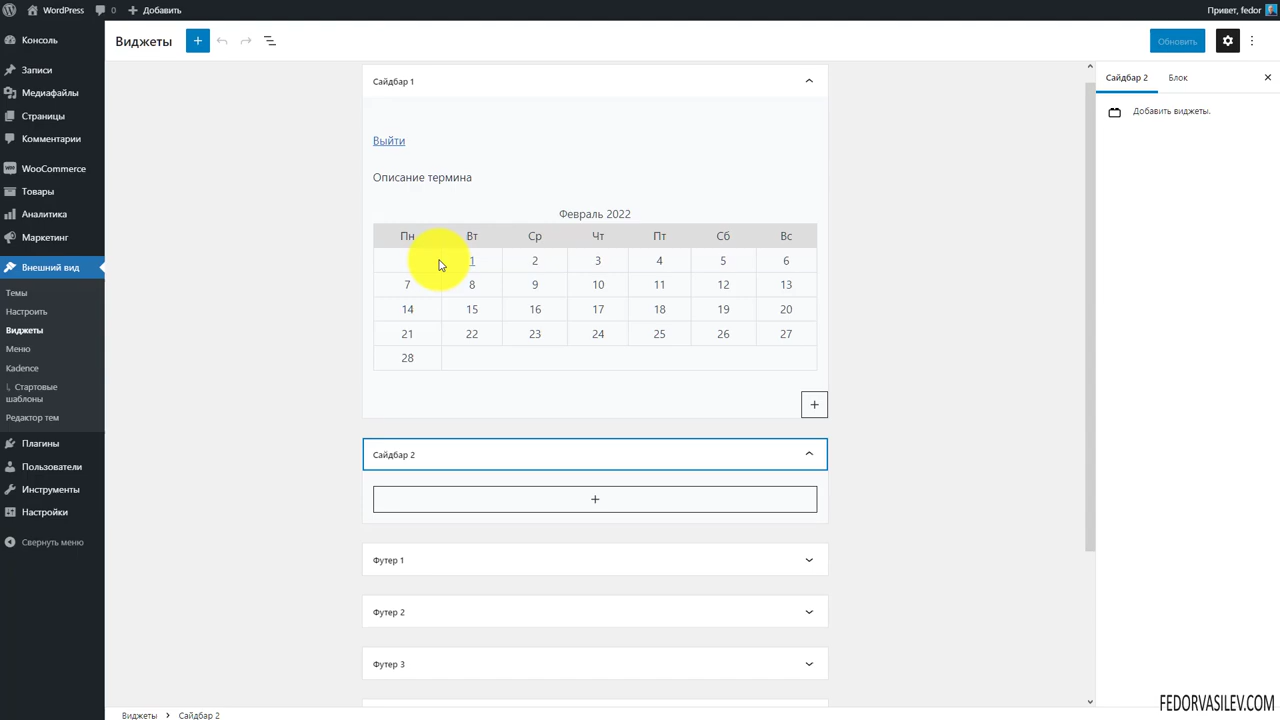 WordPress 0 Добавить Привет, fedor
Консоль
Записи
Медиафайлы
Страницы
Комментарии
WooCommerce
Товары
Аналитика
Маркетинг
Внешний вид
Темы
Настроить
Виджеты
Меню
Kadence
Стартовые
шаблоны
Редактор тем
Плагины
Пользователи
Инструменты
Настройки
Свернуть меню
Виджеты
Обновить
Сайдбар 1
Выйти
Описание термина
Февраль 2022
Пн Вт Ср Чт Пт Сб Вс
1 2 3 4 5 6
7 8 9 10 11 12 13
14 15 16 17 18 19 20
21 22 23 24 25 26 27
28
Сайдбар 2
Футер 1
Футер 2
Футер 3
Сайдбар 2 Блок
Добавить виджеты.
Виджеты Сайдбар 2
FEDORVASILEV.COM